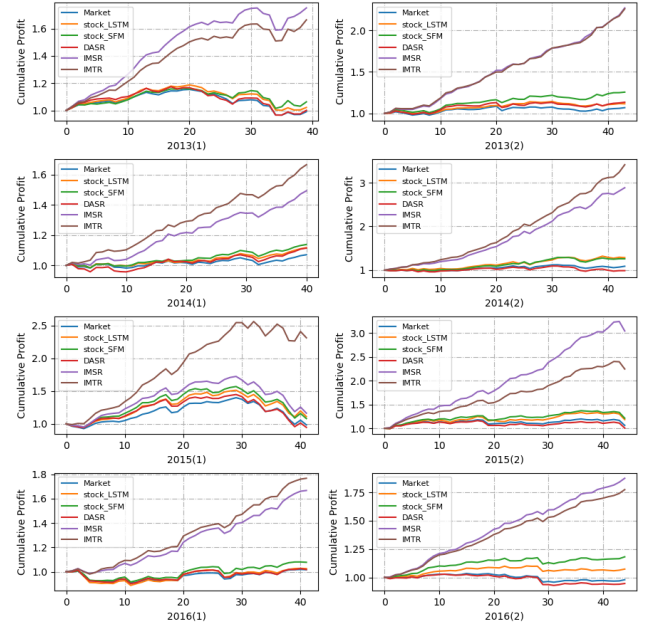 Cumulative Profit
1.6
1.4
1.2
1.0
Market
stock_LSTM
stock_SFM
DASR
IMSR
IMTR
0 10 20 30 40
2013(1)
Cumulative Profit
2.0
1.5
1.0
Market
stock_LSTM
stock_SFM
DASR
IMSR
IMTR
0 10 20 30 40
2013(2)
Cumulative Profit
1.6
1.4
1.2
1.0
Market
stock_LSTM
stock_SFM
DASR
IMSR
IMTR
0 10 20 30 40
2014(1)
Cumulative Profit
3
2
1
Market
stock_LSTM
stock_SFM
DASR
IMSR
IMTR
0 10 20 30 40
2014(2)
Cumulative Profit
2.5
2.0
1.5
1.0
Market
stock_LSTM
stock_SFM
DASR
IMSR
IMTR
0 10 20 30 40
2015(1)
Cumulative Profit
3.0
2.5
2.0
1.5
1.0
Market
stock_LSTM
stock_SFM
DASR
IMSR
IMTR
0 10 20 30 40
2015(2)
Cumulative Profit
1.8
1.6
1.4
1.2
1.0
Market
stock_LSTM
stock_SFM
DASR
IMSR
IMTR
0 10 20 30 40
2016(1)
Cumulative Profit
1.75
1.50
1.25
1.00
Market
stock_LSTM
stock_SFM
DASR
IMSR
IMTR
0 10 20 30 40
2016(2)